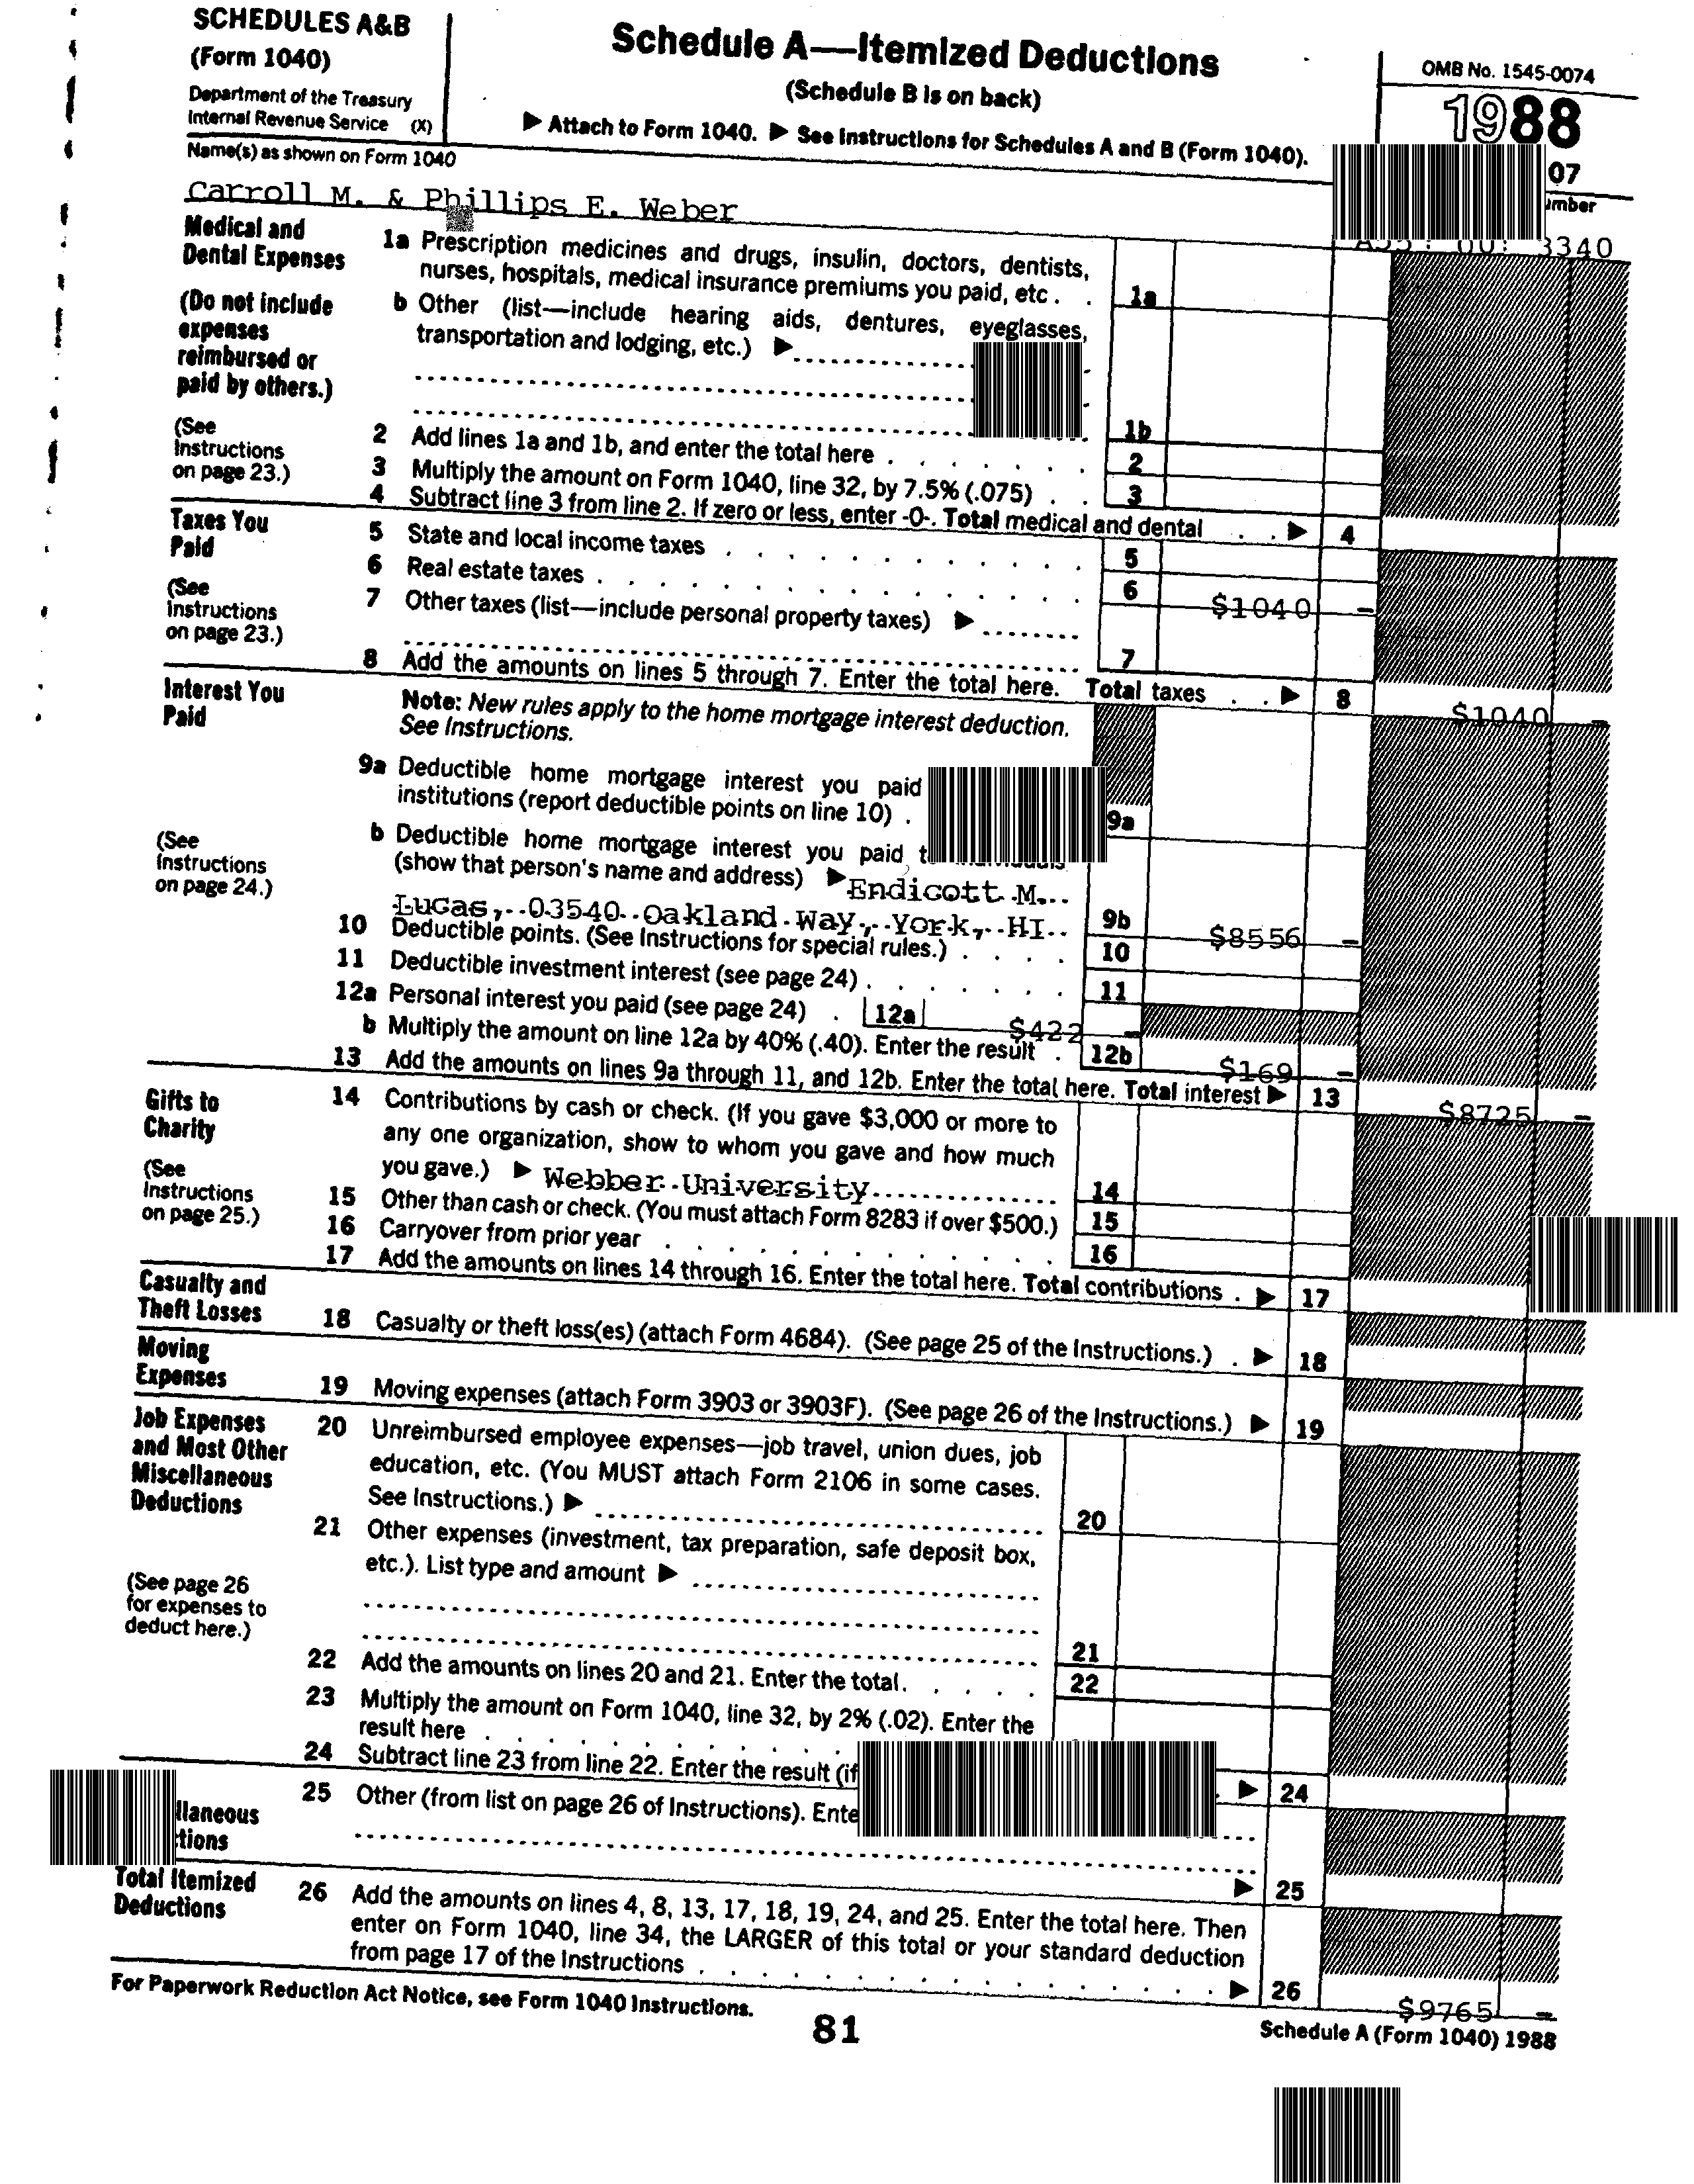 SCHEDULES A&B
(Form 1040)
Department of the Treasury
Internal Revenue Service (X)
Schedule A—Itemized Deductions
(Schedule B is on back)
▶ Attach to Form 1040. ▶ See Instructions for Schedules A and B (Form 1040).
OMB No. 1545-0074
1988
07
Name(s) as shown on Form 1040
Carroll M. & Phillips E. Weber
3340
Medical and
Dental Expenses
(Do not include
expenses
reimbursed or
paid by others.)
(See
Instructions
on page 23.)
1a Prescription medicines and drugs, insulin, doctors, dentists,
nurses, hospitals, medical insurance premiums you paid, etc . . 1a
b Other (list—include hearing aids, dentures, eyeglasses,
transportation and lodging, etc.) ▶
1b
2 Add lines 1a and 1b, and enter the total here . . . . . . . 2
3 Multiply the amount on Form 1040, line 32, by 7.5% (.075) . . 3
4 Subtract line 3 from line 2. If zero or less, enter -0-. Total medical and dental . . ▶ 4
Taxes You
Paid
(See
Instructions
on page 23.)
5 State and local income taxes . . . . . . . . . . . 5
6 Real estate taxes . . . . . . . . . . . . . . 6 $1040 –
7 Other taxes (list—include personal property taxes) ▶
7
8 Add the amounts on lines 5 through 7. Enter the total here. Total taxes . . ▶ 8 $1040 –
Interest You
Paid
(See
Instructions
on page 24.)
Note: New rules apply to the home mortgage interest deduction.
See Instructions.
9a Deductible home mortgage interest you paid
institutions (report deductible points on line 10) . 9a
b Deductible home mortgage interest you paid
(show that person's name and address) ▶ Endicott M.
Lucas, 03540 Oakland Way, York, HI 9b $8556 –
10 Deductible points. (See Instructions for special rules.) . . . . 10
11 Deductible investment interest (see page 24) . . . . . . . 11
12a Personal interest you paid (see page 24) . 12a $422 –
b Multiply the amount on line 12a by 40% (.40). Enter the result . 12b $169 –
13 Add the amounts on lines 9a through 11, and 12b. Enter the total here. Total interest ▶ 13 $8725 –
Gifts to
Charity
(See
Instructions
on page 25.)
14 Contributions by cash or check. (If you gave $3,000 or more to
any one organization, show to whom you gave and how much
you gave.) ▶ Webber University 14
15 Other than cash or check. (You must attach Form 8283 if over $500.) 15
16 Carryover from prior year . . . . . . . . . . . . 16
17 Add the amounts on lines 14 through 16. Enter the total here. Total contributions . ▶ 17
Casualty and
Theft Losses
18 Casualty or theft loss(es) (attach Form 4684). (See page 25 of the Instructions.) . ▶ 18
Moving
Expenses
19 Moving expenses (attach Form 3903 or 3903F). (See page 26 of the Instructions.) ▶ 19
Job Expenses
and Most Other
Miscellaneous
Deductions
(See page 26
for expenses to
deduct here.)
20 Unreimbursed employee expenses—job travel, union dues, job
education, etc. (You MUST attach Form 2106 in some cases.
See Instructions.) ▶ 20
21 Other expenses (investment, tax preparation, safe deposit box,
etc.). List type and amount ▶
21
22 Add the amounts on lines 20 and 21. Enter the total. . . . . 22
23 Multiply the amount on Form 1040, line 32, by 2% (.02). Enter the
result here . . . . . . . . . . .
24 Subtract line 23 from line 22. Enter the result (if . ▶ 24
25 Other (from list on page 26 of Instructions).
▶ 25
Total Itemized
Deductions
26 Add the amounts on lines 4, 8, 13, 17, 18, 19, 24, and 25. Enter the total here. Then
enter on Form 1040, line 34, the LARGER of this total or your standard deduction
from page 17 of the Instructions . . . . . . . . . . . . . . . ▶ 26 $9765 –
For Paperwork Reduction Act Notice, see Form 1040 Instructions.
81
Schedule A (Form 1040) 1988